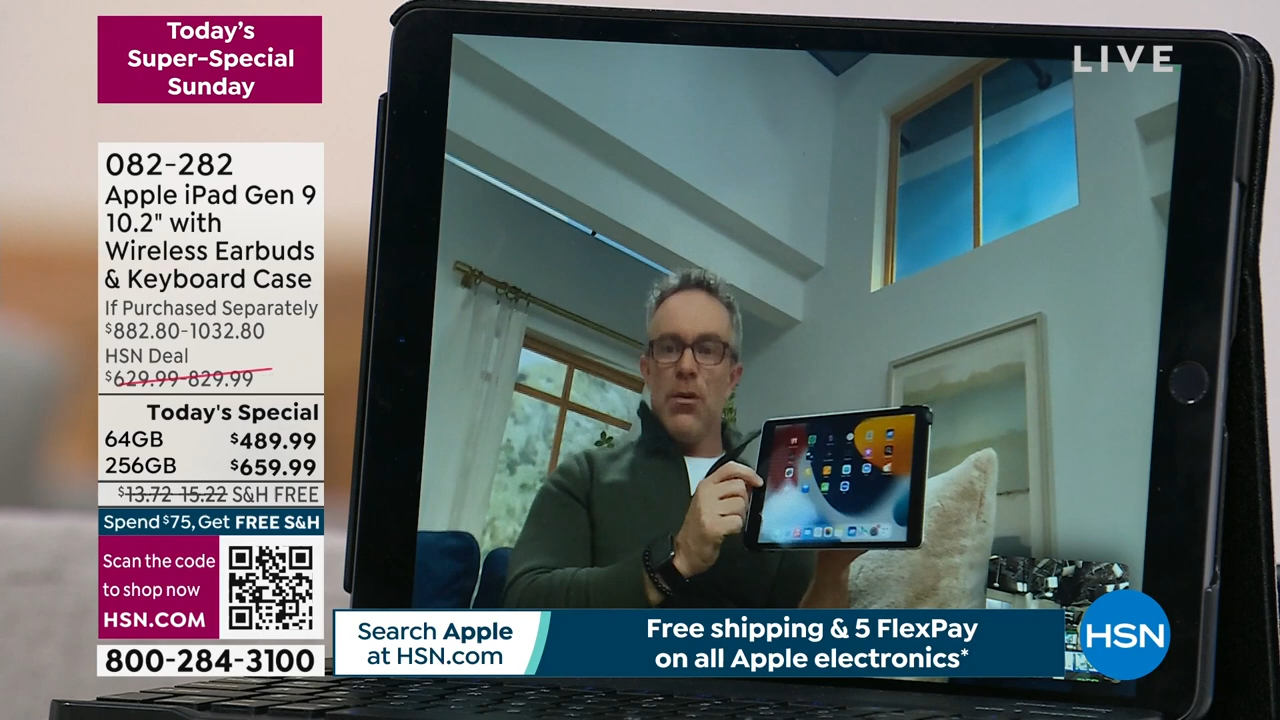 Today's
Super-Special
Sunday
082-282
Apple iPad Gen 9
10.2" with
Wireless Earbuds
& Keyboard Case
If Purchased Separately
$882.80-1032.80
HSN Deal
$629.99-829.99
Today's Special
64GB $489.99
256GB $659.99
$13.72-15.22 S&H FREE
Spend $75, Get FREE S&H
Scan the code
to shop now
HSN.COM
800-284-3100
LIVE
Search Apple
at HSN.com
Free shipping & 5 FlexPay
on all Apple electronics*
HSN